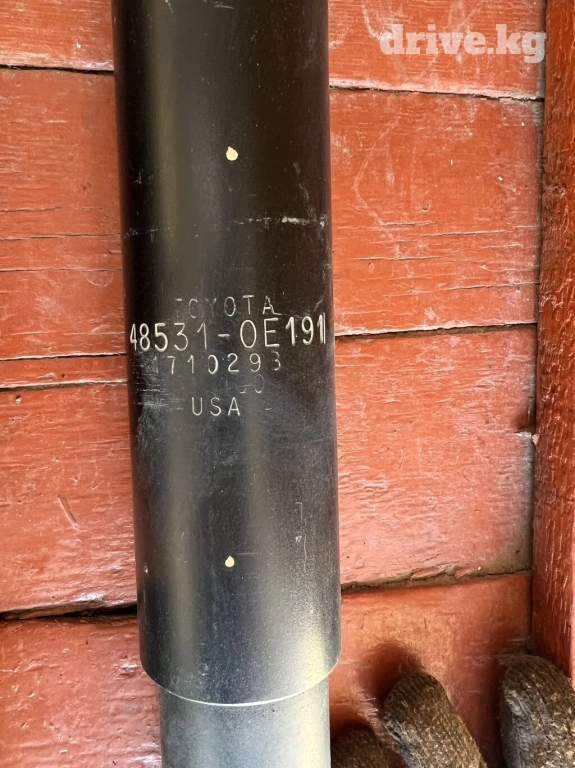 drive.kg
TOYOTA
48531-0E191
1710293
USA